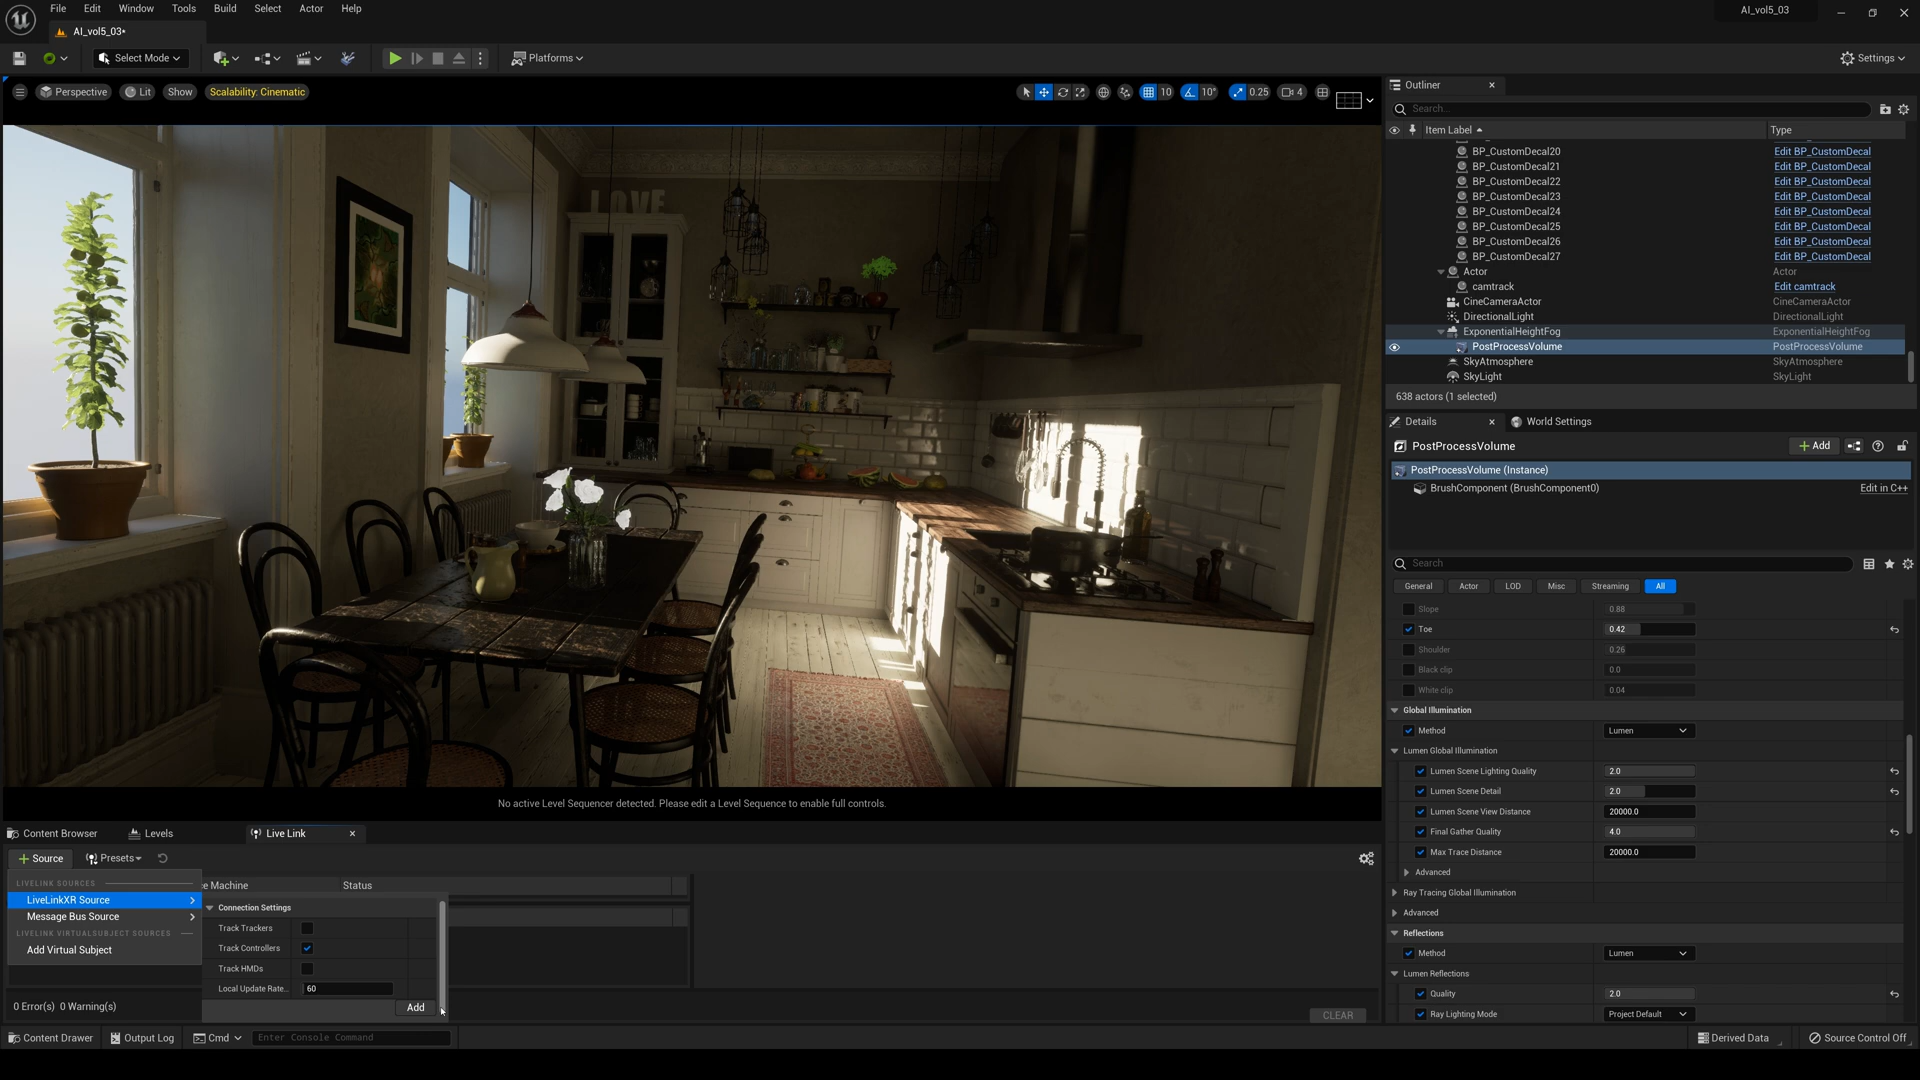 File Edit Window Tools Build Select Actor Help
AI_vol5_03
AI_vol5_03*
Select Mode
Platforms
Settings
Perspective Lit Show Scalability: Cinematic
10 10° 0.25 4
LOVE
No active Level Sequencer detected. Please edit a Level Sequence to enable full controls.
Content Browser Levels Live Link
Source Presets
LIVELINK SOURCES
LiveLinkXR Source
Message Bus Source
LIVELINK VIRTUALSUBJECT SOURCES
Add Virtual Subject
e Machine Status
Connection Settings
Track Trackers
Track Controllers
Track HMDs
Local Update Rate.. 60
Add
0 Error(s) 0 Warning(s)
CLEAR
Content Drawer Output Log Cmd Enter Console Command
Derived Data Source Control Off
Outliner
Search...
Item Label Type
BP_CustomDecal20 Edit BP_CustomDecal
BP_CustomDecal21 Edit BP_CustomDecal
BP_CustomDecal22 Edit BP_CustomDecal
BP_CustomDecal23 Edit BP_CustomDecal
BP_CustomDecal24 Edit BP_CustomDecal
BP_CustomDecal25 Edit BP_CustomDecal
BP_CustomDecal26 Edit BP_CustomDecal
BP_CustomDecal27 Edit BP_CustomDecal
Actor Actor
camtrack Edit camtrack
CineCameraActor CineCameraActor
DirectionalLight DirectionalLight
ExponentialHeightFog ExponentialHeightFog
PostProcessVolume PostProcessVolume
SkyAtmosphere SkyAtmosphere
SkyLight SkyLight
638 actors (1 selected)
Details World Settings
PostProcessVolume Add
PostProcessVolume (Instance)
BrushComponent (BrushComponent0) Edit in C++
Search
General Actor LOD Misc Streaming All
Slope 0.88
Toe 0.42
Shoulder 0.26
Black clip 0.0
White clip 0.04
Global Illumination
Method Lumen
Lumen Global Illumination
Lumen Scene Lighting Quality 2.0
Lumen Scene Detail 2.0
Lumen Scene View Distance 20000.0
Final Gather Quality 4.0
Max Trace Distance 20000.0
Advanced
Ray Tracing Global Illumination
Advanced
Reflections
Method Lumen
Lumen Reflections
Quality 2.0
Ray Lighting Mode Project Default